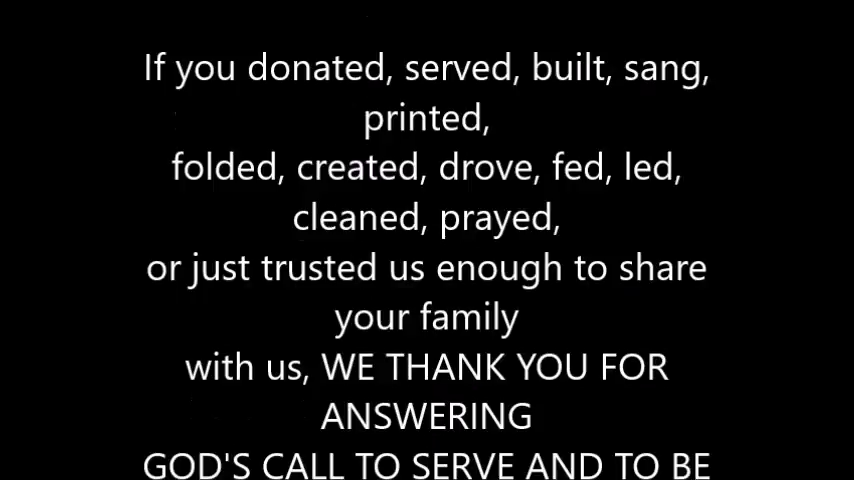 If you donated, served, built, sang,
printed,
folded, created, drove, fed, led,
cleaned, prayed,
or just trusted us enough to share
your family
with us, WE THANK YOU FOR
ANSWERING
GOD'S CALL TO SERVE AND TO BE